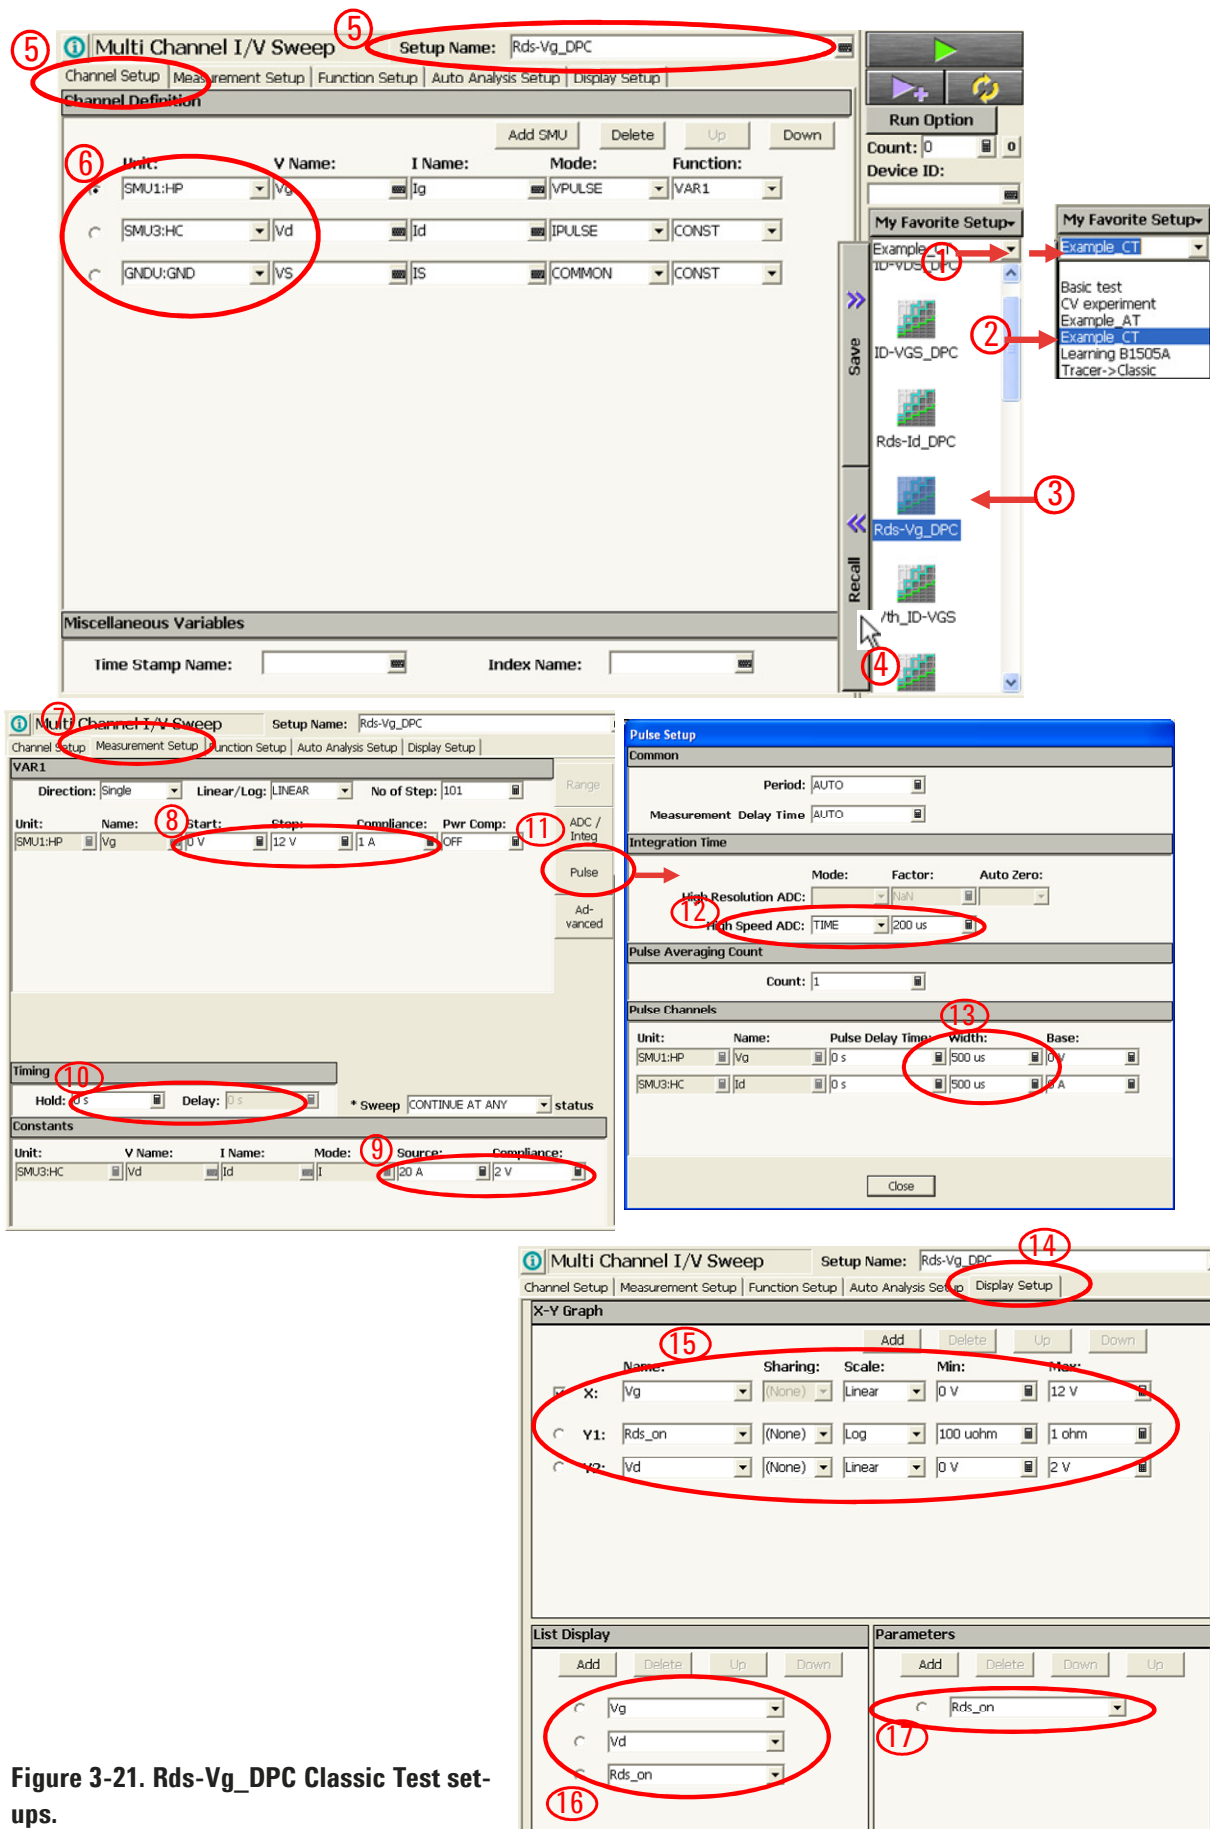 ⑤ ⑤
Multi Channel I/V Sweep Setup Name: Rds-Vg_DPC
Channel Setup Measurement Setup Function Setup Auto Analysis Setup Display Setup
Channel Definition
Add SMU Delete Up Down
⑥
Unit: V Name: I Name: Mode: Function:
SMU1:HP Vg Ig VPULSE VAR1
SMU3:HC Vd Id IPULSE CONST
GNDU:GND VS IS COMMON CONST
Miscellaneous Variables
Time Stamp Name: Index Name:
Save
Recall
Run Option
Count: 0 0
Device ID:
My Favorite Setup
Example_CT
①
ID-VDS_DPC
ID-VGS_DPC
Rds-Id_DPC
Rds-Vg_DPC
③
Vth_ID-VGS
④
My Favorite Setup
Example_CT
Basic test
CV experiment
Example_AT
② Example_CT
Learning B1505A
Tracer->Classic
⑦
Multi Channel I/V Sweep Setup Name: Rds-Vg_DPC
Channel Setup Measurement Setup Function Setup Auto Analysis Setup Display Setup
VAR1
Direction: Single Linear/Log: LINEAR No of Step: 101
⑧
Unit: Name: Start: Stop: Compliance: Pwr Comp:
SMU1:HP Vg 0 V 12 V 1 A OFF
Range
⑪
ADC / Integ
Pulse
Ad-
vanced
Timing
⑩
Hold: 0 s Delay: 0 s * Sweep CONTINUE AT ANY status
Constants
⑨
Unit: V Name: I Name: Mode: Source: Compliance:
SMU3:HC Vd Id I 20 A 2 V
Pulse Setup
Common
Period: AUTO
Measurement Delay Time AUTO
Integration Time
Mode: Factor: Auto Zero:
High Resolution ADC: NaN
⑫
High Speed ADC: TIME 200 us
Pulse Averaging Count
Count: 1
Pulse Channels
⑬
Unit: Name: Pulse Delay Time: Width: Base:
SMU1:HP Vg 0 s 500 us 0 V
SMU3:HC Id 0 s 500 us 0 A
Close
⑭
Multi Channel I/V Sweep Setup Name: Rds-Vg_DPC
Channel Setup Measurement Setup Function Setup Auto Analysis Setup Display Setup
X-Y Graph
⑮
Add Delete Up Down
Name: Sharing: Scale: Min: Max:
X: Vg (None) Linear 0 V 12 V
Y1: Rds_on (None) Log 100 uohm 1 ohm
Y2: Vd (None) Linear 0 V 2 V
List Display
Add Delete Up Down
Vg
Vd
Rds_on
⑯
Parameters
Add Delete Down Up
Rds_on
⑰
Figure 3-21. Rds-Vg_DPC Classic Test set-
ups.